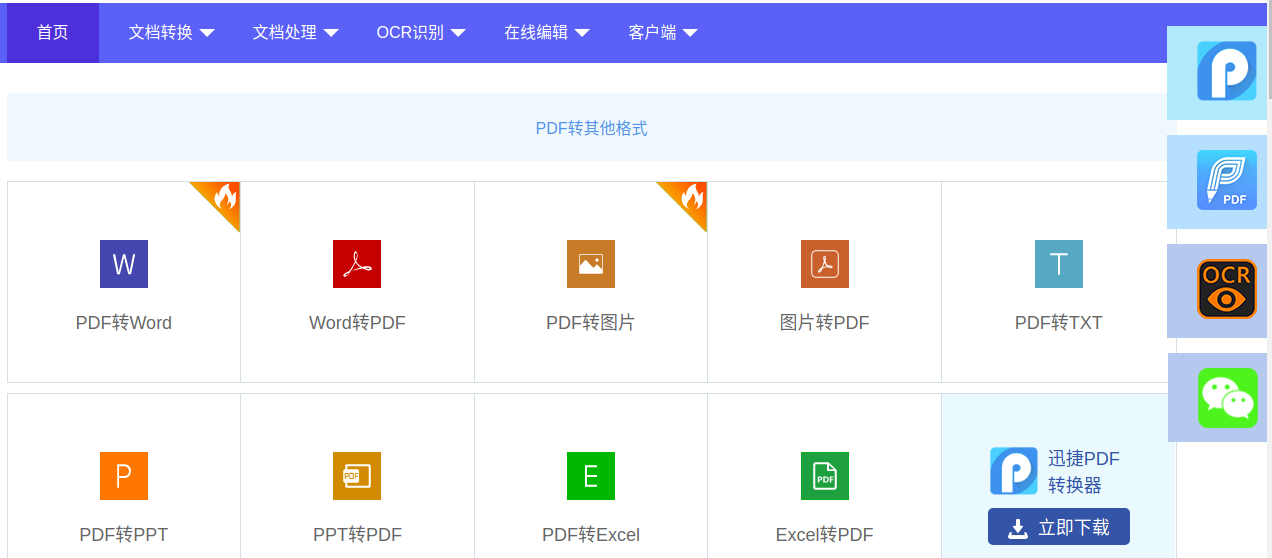 首页
文档转换
文档处理
OCR识别
在线编辑
客户端
PDF转其他格式
W
T
PDF转Word
Word转PDF
PDF转图片
图片转PDF
PDF转TXT
P
PDF
E
PDF
PDF转PPT
PPT转PDF
PDF转Excel
Excel转PDF
迅捷PDF
转换器
立即下载
PDF
OCR